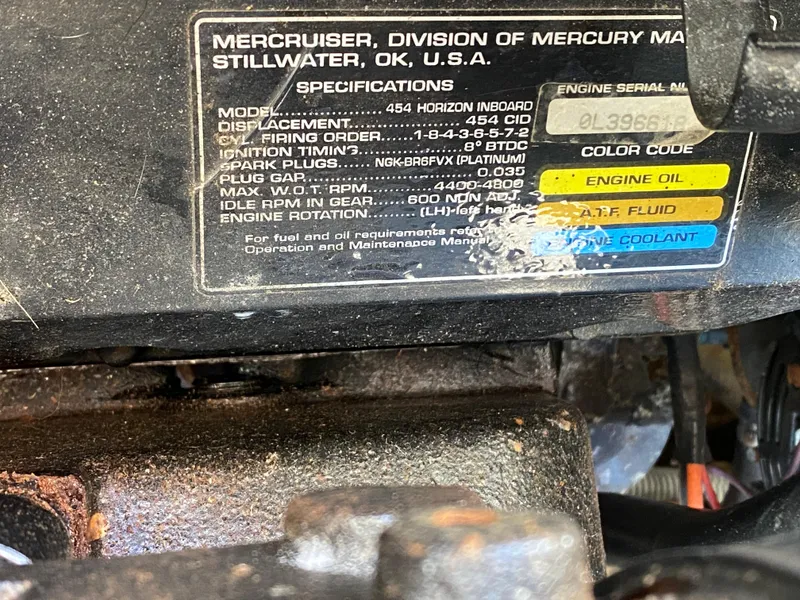 MERCRUISER, DIVISION OF MERCURY MA
STILLWATER, OK, U.S.A.
SPECIFICATIONS
MODEL.................. 454 HORIZON INBOARD
DISPLACEMENT................ 454 CID
CYL. FIRING ORDER......1-8-4-3-6-5-7-2
IGNITION TIMING................ 8° BTDC
SPARK PLUGS...... NGK-BR6FVX (PLATINUM)
PLUG GAP.......................... 0.035
MAX. W.O.T. RPM.......... 4400-4800
IDLE RPM IN GEAR...... 600 NON ADJ.
ENGINE ROTATION........ (LH)-left hand
For fuel and oil requirements refer
Operation and Maintenance Manual
ENGINE SERIAL NU
0L39661
COLOR CODE
ENGINE OIL
A.T.F. FLUID
ENGINE COOLANT